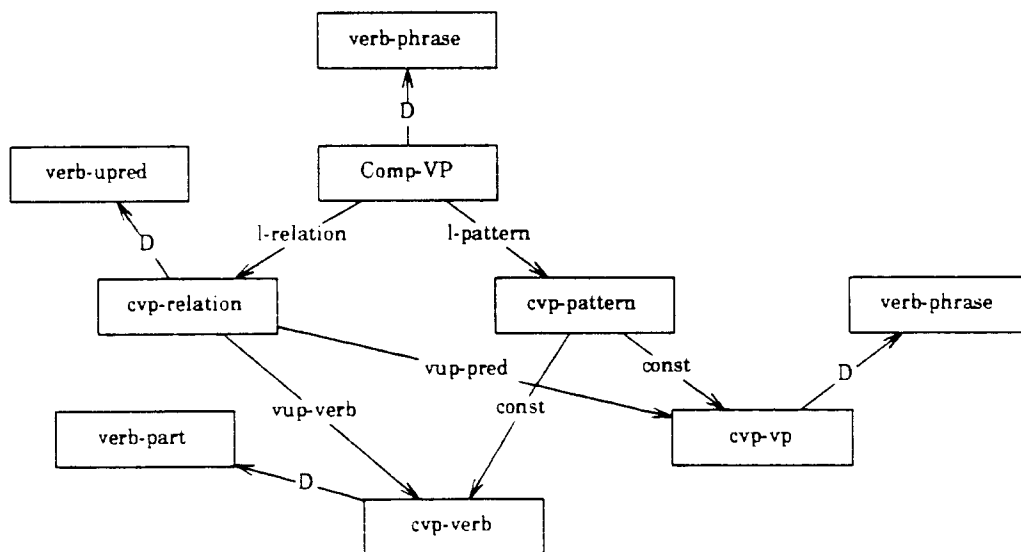 verb-phrase
D
verb-upred
Comp-VP
l-relation
l-pattern
D
cvp-relation
cvp-pattern
verb-phrase
vup-pred
const
D
vup-verb
const
verb-part
cvp-vp
D
cvp-verb